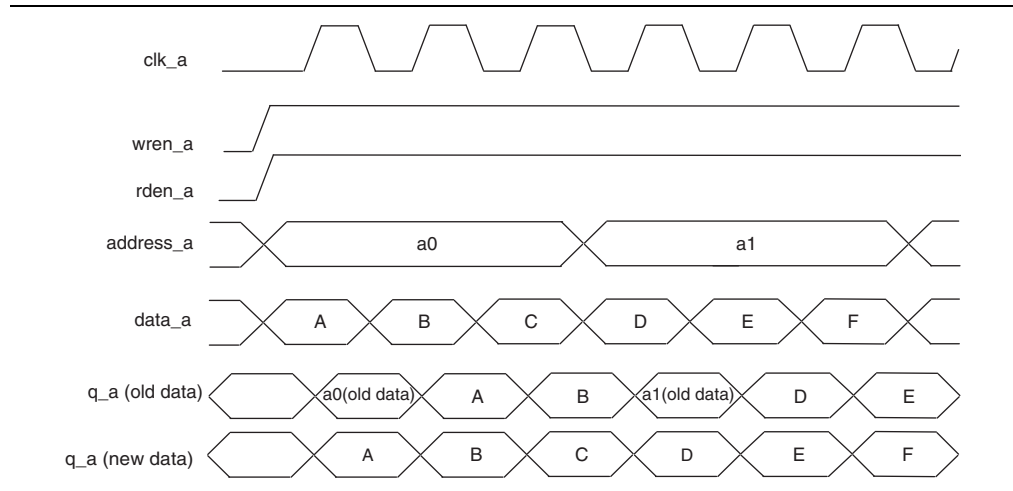 clk_a
wren_a
rden_a
address_a a0 a1
data_a A B C D E F
q_a (old data) a0(old data) A B a1(old data) D E
q_a (new data) A B C D E F